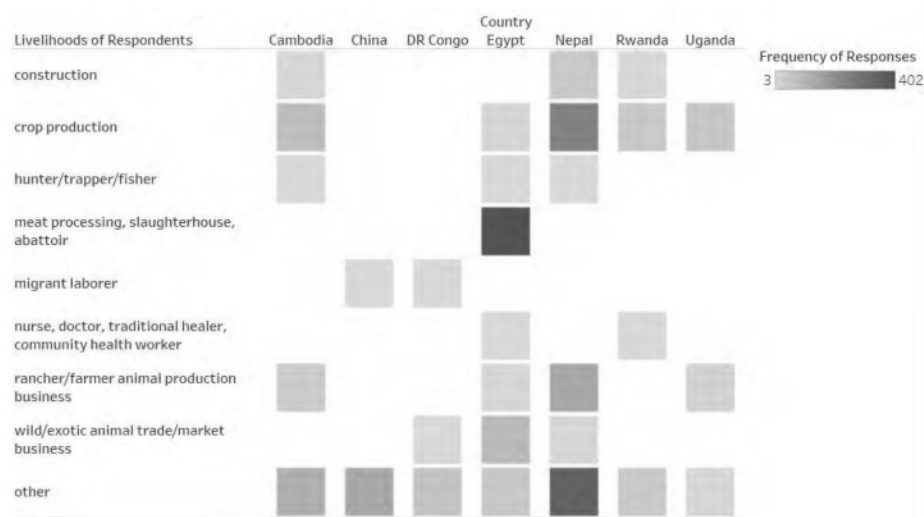 Country
Livelihoods of Respondents Cambodia China DR Congo Egypt Nepal Rwanda Uganda
Frequency of Responses
3 402
construction
crop production
hunter/trapper/fisher
meat processing, slaughterhouse,
abattoir
migrant laborer
nurse, doctor, traditional healer,
community health worker
rancher/farmer animal production
business
wild/exotic animal trade/market
business
other